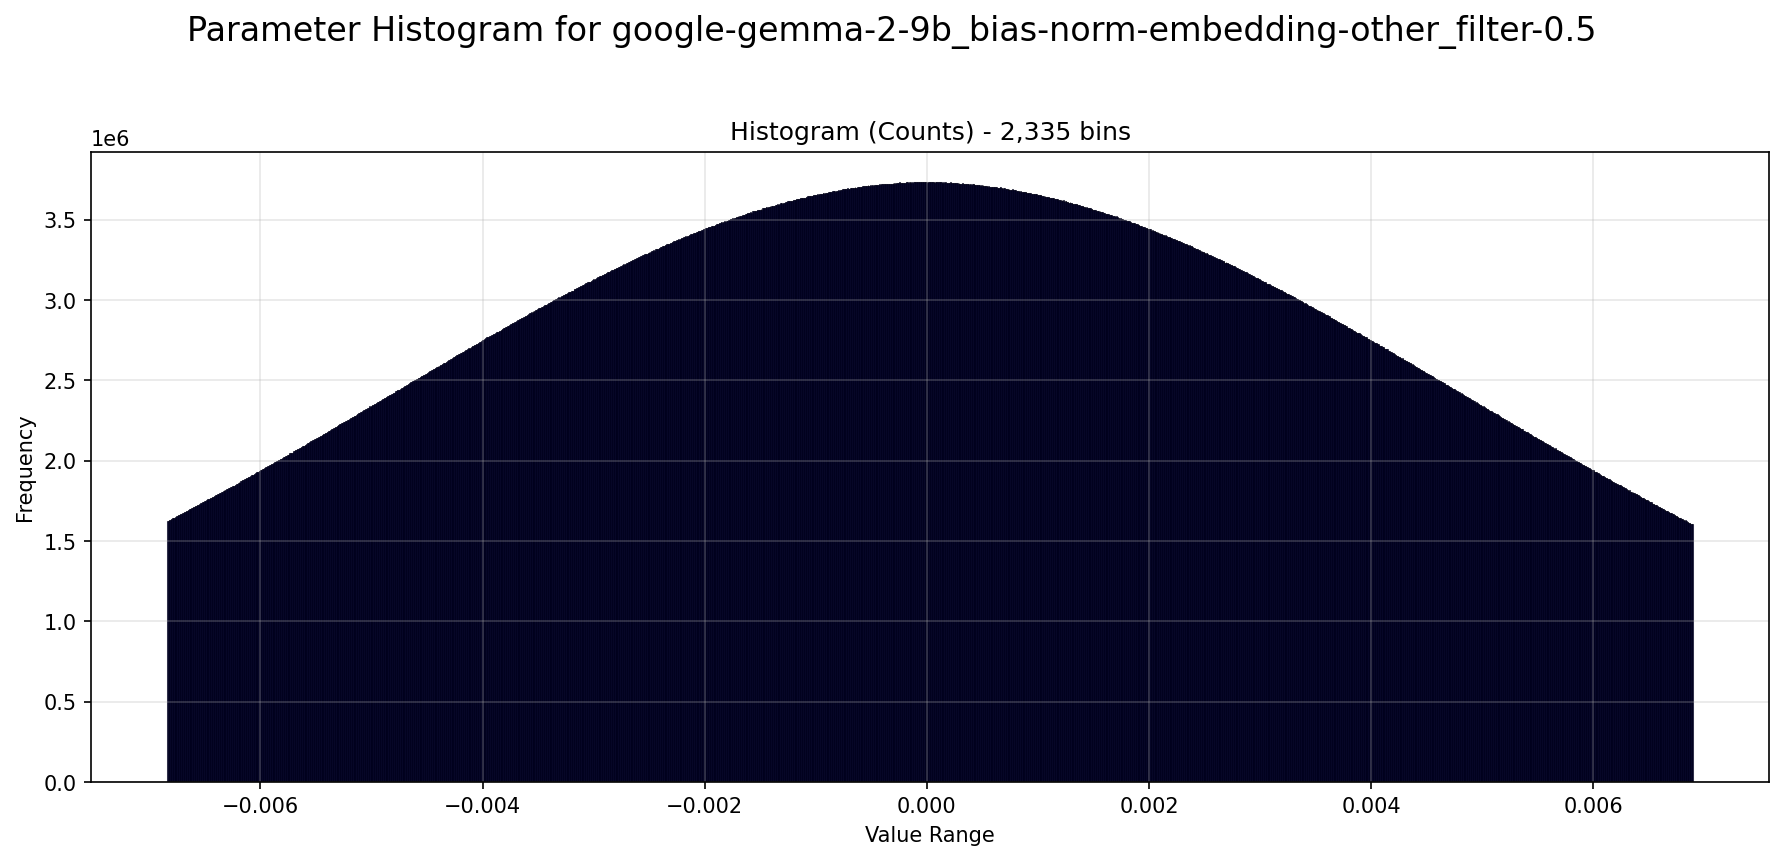 Parameter Histogram for google-gemma-2-9b_bias-norm-embedding-other_filter-0.5
Histogram (Counts) - 2,335 bins
1e6
3.5
3.0
2.5
2.0
1.5
1.0
0.5
0.0
Frequency
−0.006 −0.004 −0.002 0.000 0.002 0.004 0.006
Value Range